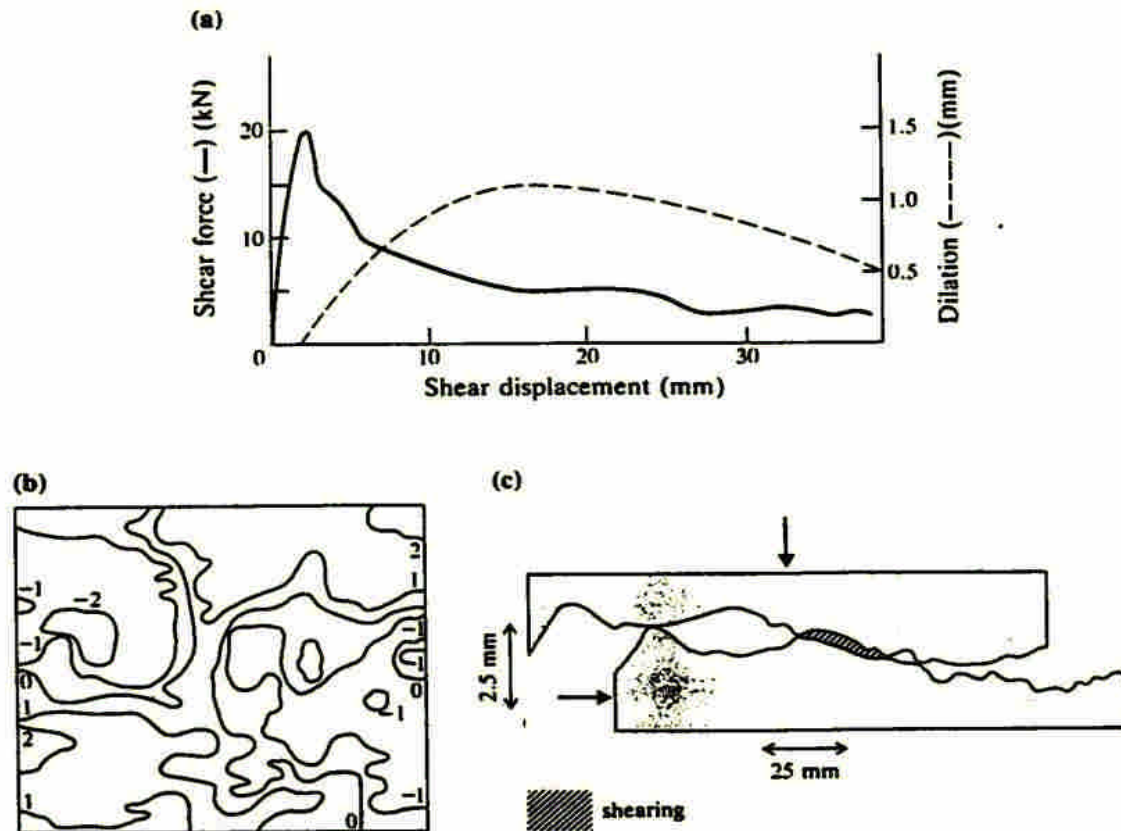 (a)
Shear force (—) (kN)
20
10
0
10
20
30
Shear displacement (mm)
1.5
1.0
0.5
Dilation (-----) (mm)
(b)
2
1
-1
-2
-1
-1
-1
0
0
1
-1
2
1
-1
0
(c)
2.5 mm
25 mm
shearing